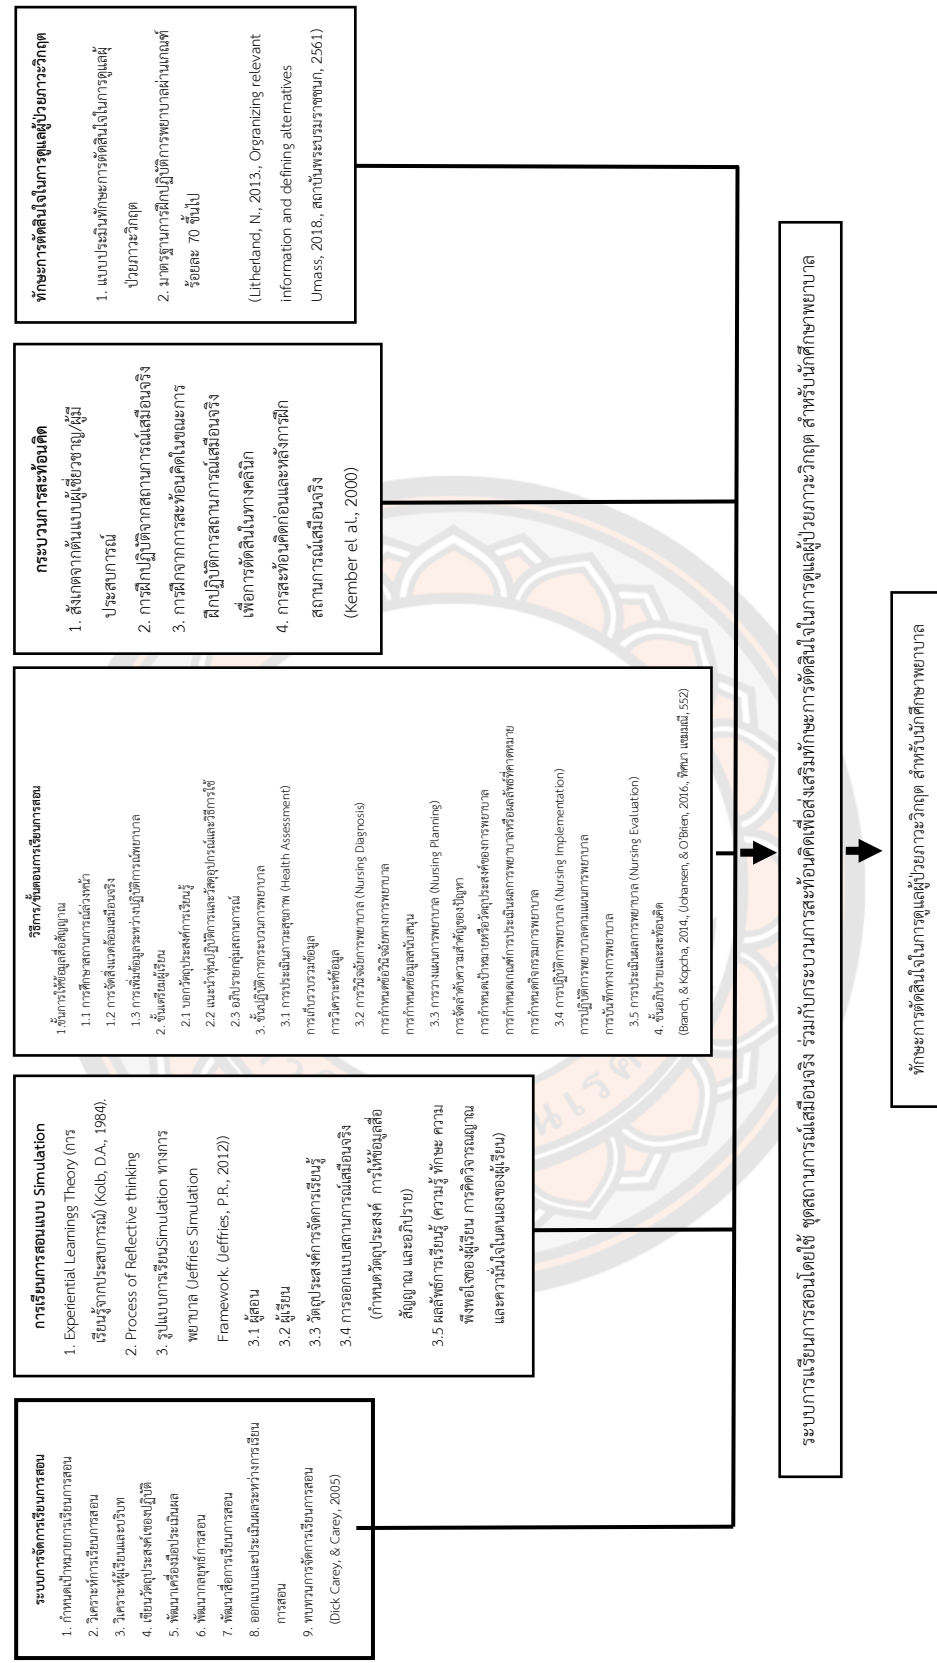 ระบบการจัดการเรียนการสอน
1. กำหนดเป้าหมายการเรียนการสอน
2. วิเคราะห์การเรียนการสอน
3. วิเคราะห์ผู้เรียนและบริบท
4. เขียนวัตถุประสงค์เของปฏิบัติ
5. พัฒนาเครื่องมือประเมินผล
6. พัฒนากลยุทธ์การสอน
7. พัฒนาสื่อการเรียนการสอน
8. ออกแบบและประเมินผลระหว่างการเรียน
การสอน
9. ทบทวนการจัดการเรียนการสอน
(Dick Carey, & Carey, 2005)
การเรียนการสอนแบบ Simulation
1. Experiential Learningg Theory (การ
เรียนรู้จากประสบการณ์) (Kolb, D.A., 1984).
2. Process of Reflective thinking
3. รูปแบบการเรียนSimulation ทางการ
พยาบาล (Jeffries Simulation
Framework. (Jeffries, P.R., 2012))
3.1 ผู้สอน
3.2 ผู้เรียน
3.3 วัตถุประสงค์การจัดการเรียนรู้
3.4 การออกแบบสถานการณ์เสมือนจริง
(กำหนดวัตถุประสงค์ การให้ข้อมูลสื่อ
สัญญาณ และอภิปราย)
3.5 ผลลัพธ์การเรียนรู้ (ความรู้ ทักษะ ความ
พึงพอใจของผู้เรียน การคิดวิจารณญาณ
และความั่นใจในตนเองของผู้เรียน)
วิธีการ/ขั้นตอนการเรียนการสอน
1.ขั้นการให้ข้อมูลสื่อสัญญาณ
1.1 การศึกษาสถานการณ์ล่วงหน้า
1.2 การจัดสิ่งแวดล้อมเสมือนจริง
1.3 การเพิ่มข้อมูลระหว่างปฏิบัติการณ์พยาบาล
2. ขั้นเตรียมผู้เรียน
2.1 บอกวัตถุประสงค์การเรียนรู้
2.2 แนะนำหุ่นปฏิบัติการและวัสดุอุปกรณ์และวิธีการใช้
2.3 อภิปรายกลุ่มสถานการณ์
3. ขั้นปฏิบัติการกระบวนการพยาบาล
3.1 การประเมินภาวะสุขภาพ (Health Assessment)
การเก็บรวบรวมข้อมูล
การวิเคราะห์ข้อมูล
3.2 การวินิจฉัยการพยาบาล (Nursing Diagnosis)
การกำหนดข้อวินิจฉัยทางการพยาบาล
การกำหนดข้อมูลสนับสนุน
3.3 การวางแผนการพยาบาล (Nursing Planning)
การจัดลำดับความสำคัญของปัญหา
การกำหนดเป้าหมายหรือวัตถุประสงค์ของการพยาบาล
การกำหนดเกณฑ์การประเมินผลการพยาบาลหรือผลลัพธ์ที่คาดหมาย
การกำหนดกิจกรรมการพยาบาล
3.4 การปฏิบัติการพยาบาล (Nursing Implementation)
การปฏิบัติการพยาบาลตามแผนการพยาบาล
การบันทึกทางการพยาบาล
3.5 การประเมินผลการพยาบาล (Nursing Evaluation)
4. ขั้นอภิปรายและสะท้อนคิด
(Branch, & Kopcha, 2014., (Johansen, & O'Brien, 2016., ทิศนา แขมมณี, 552)
กระบวนการสะท้อนคิด
1. สังเกตจากต้นแบบผู้เชี่ยวชาญ/ผู้มี
ประสบการณ์
2. การฝึกปฏิบัติจากสถานการณ์เสมือนจริง
3. การฝึกจากการสะท้อนคิดในขณะการ
ฝึกปฏิบัติการสถานการณ์เสมือนจริง
เพื่อการตัดสินในทางคลินิก
4. การสะท้อนคิดก่อนและหลังการฝึก
สถานการณ์เสมือนจริง
(Kember el al., 2000)
ทักษะการตัดสินใจในการดูแลผู้ป่วยภาวะวิกฤต
1. แบบประมินทักษะการตัดสินใจในการดูแลผู้
ป่วยภาวะวิกฤต
2. มาตรฐานการฝึกปฏิบัติการพยาบาลผ่านเกณฑ์
ร้อยละ 70 ขึ้นไป
(Litherland, N., 2013., Orgranizing relevant
information and defining alternatives
Umass, 2018., สถาบันพระบรมราชชนก, 2561)
ระบบการแรียนการสอนโดยใช้ ชุดสถานการณ์เสมือนจริง ร่วมกับกระบวนการสะท้อนคิดเพื่อส่งเสริมทักษะการตัดสินใจในการดูแลผู้ป่วยภาวะวิกฤต สำหรับนักศึกษาพยาบาล
ทักษะการตัดสินใจในการดูแลผู้ป่วยภาวะวิกฤต สำหรับนักศึกษาพยาบาล